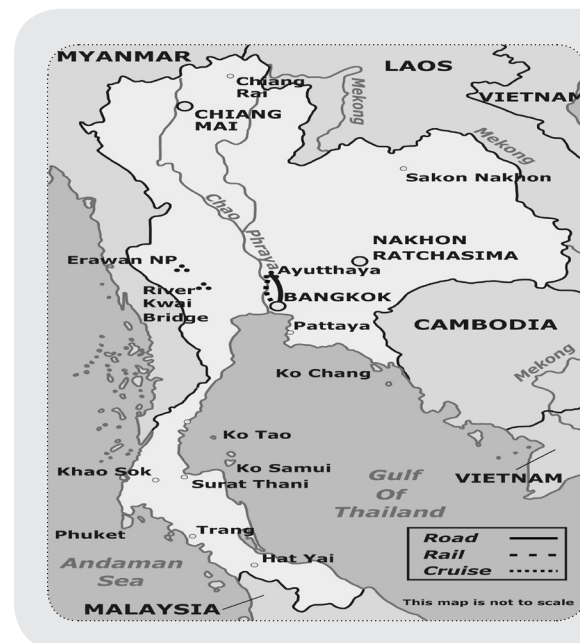 MYANMAR
LAOS
VIETNAM
Chiang
Rai
Mekong
CHIANG
MAI
Mekong
Sakon Nakhon
Chao
Phraya
NAKHON
RATCHASIMA
Erawan NP
Ayutthaya
River
Kwai
Bridge
BANGKOK
Pattaya
CAMBODIA
Mekong
Ko Chang
Ko Tao
Ko Samui
Khao Sok
Surat Thani
Gulf
Of
Thailand
VIETNAM
Phuket
Trang
Hat Yai
Andaman
Sea
MALAYSIA
Road
Rail
Cruise
This map is not to scale